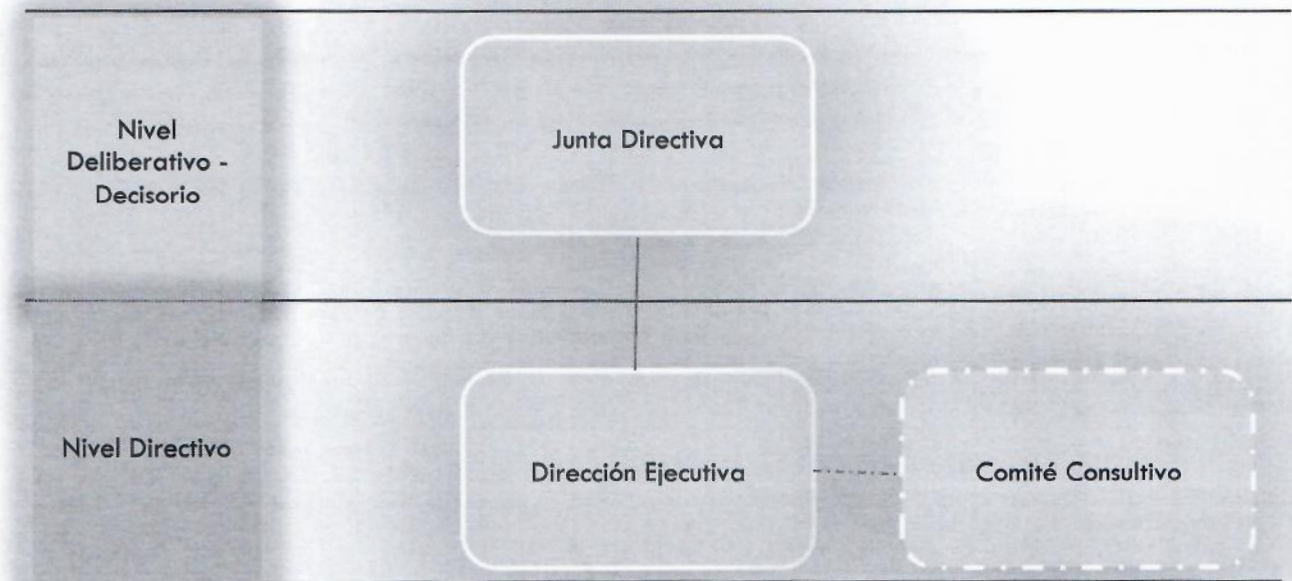 Nivel
Deliberativo -
Decisorio
Junta Directiva
Nivel Directivo
Dirección Ejecutiva
Comité Consultivo